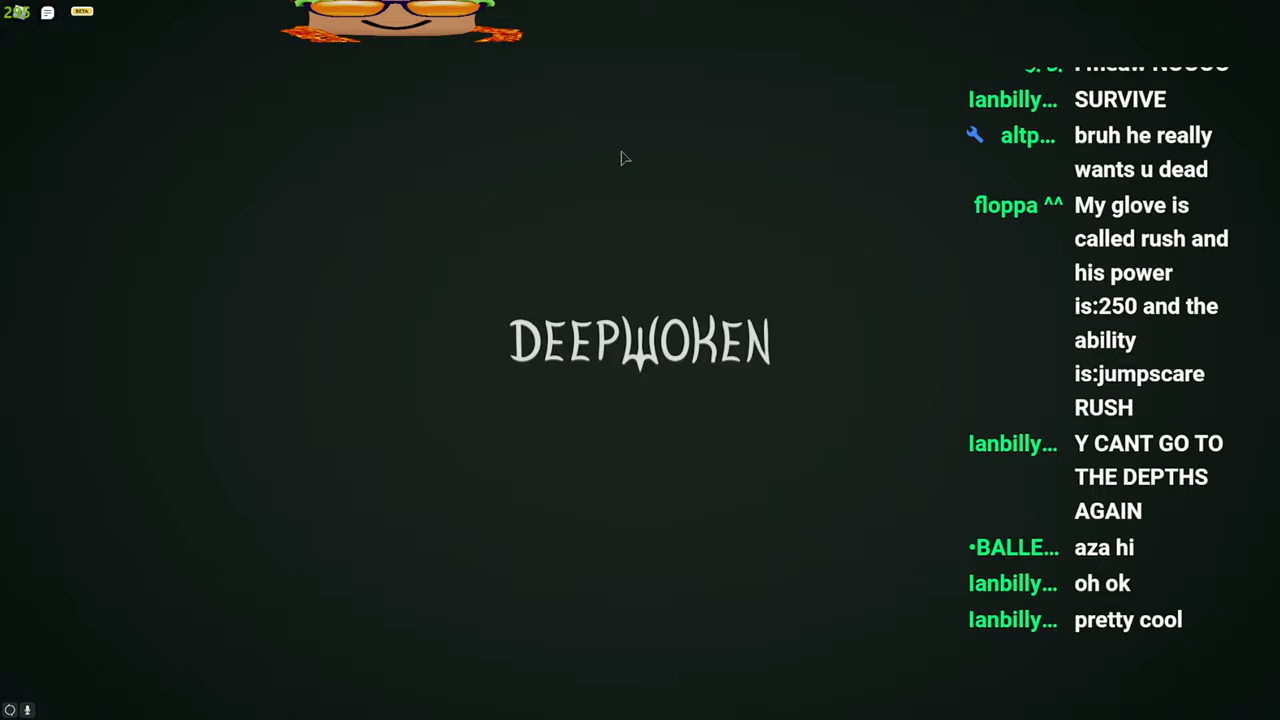 BETA
Ianbilly… SURVIVE
altp… bruh he really
wants u dead
floppa ^^ My glove is
called rush and
his power
is:250 and the
ability
is:jumpscare
RUSH
Ianbilly… Y CANT GO TO
THE DEPTHS
AGAIN
•BALLE… aza hi
Ianbilly… oh ok
Ianbilly… pretty cool
DEEPWOKEN